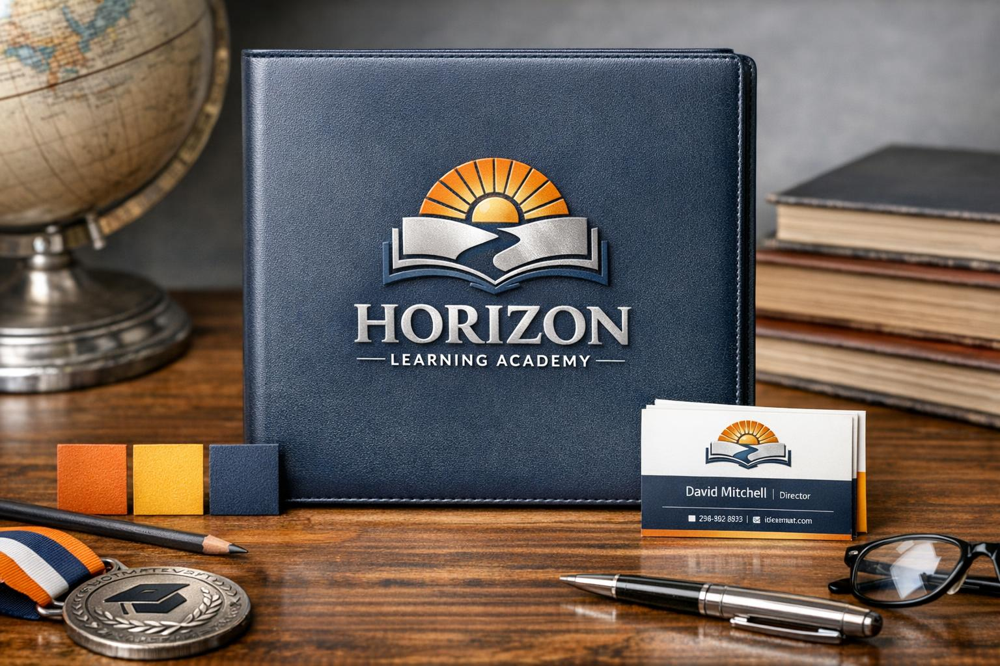 HORIZON
LEARNING ACADEMY
David Mitchell | Director